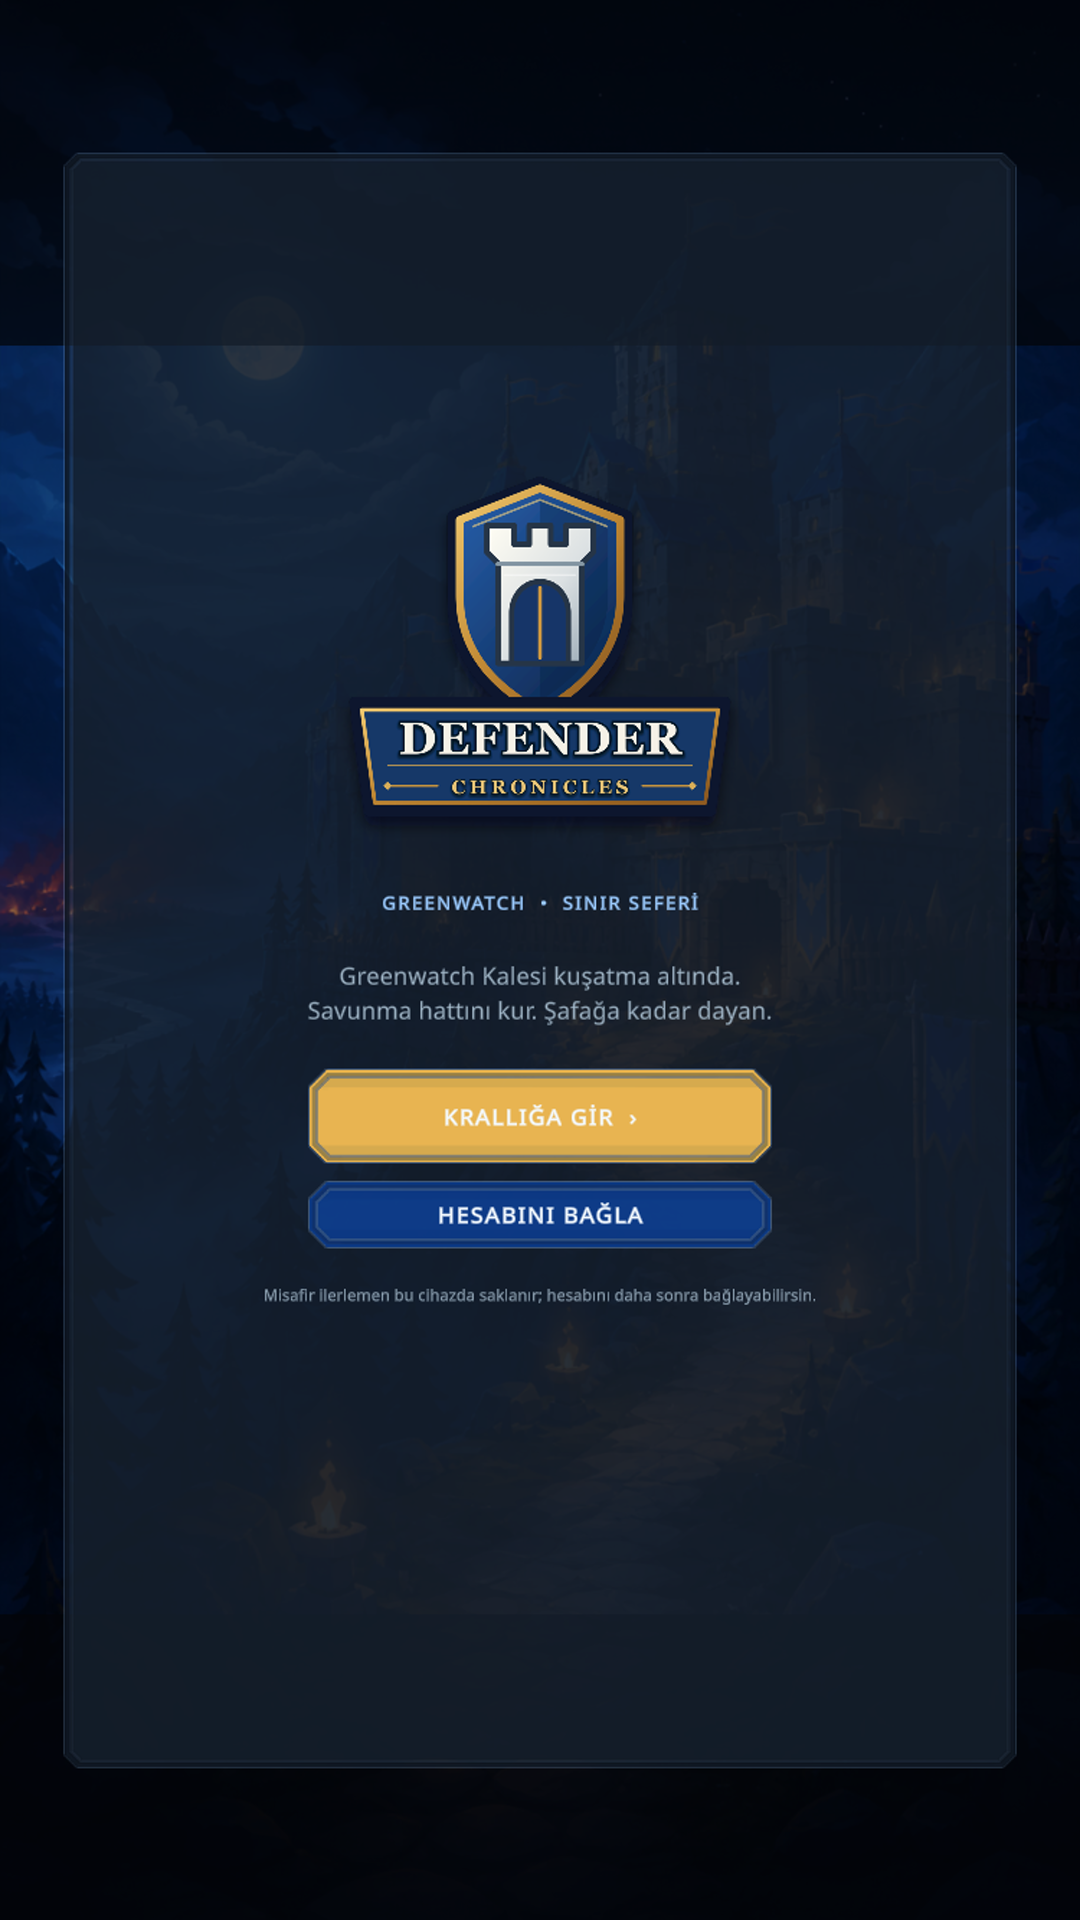 DEFENDER
CHRONICLES
GREENWATCH • SINIR SEFERİ
Greenwatch Kalesi kuşatma altında.
Savunma hattını kur. Şafağa kadar dayan.
KRALLIĞA GİR ›
HESABINI BAĞLA
Misafir ilerlemen bu cihazda saklanır; hesabını daha sonra bağlayabilirsin.